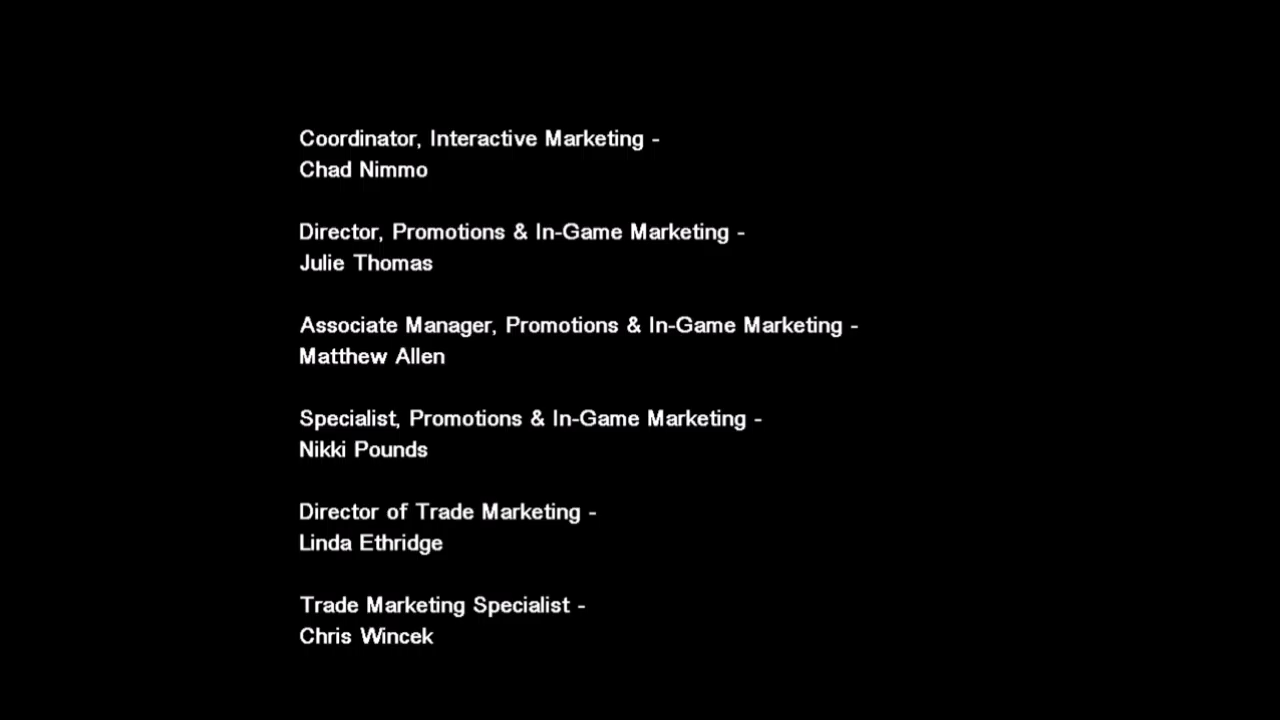 Coordinator, Interactive Marketing -
Chad Nimmo
Director, Promotions & In-Game Marketing -
Julie Thomas
Associate Manager, Promotions & In-Game Marketing -
Matthew Allen
Specialist, Promotions & In-Game Marketing -
Nikki Pounds
Director of Trade Marketing -
Linda Ethridge
Trade Marketing Specialist -
Chris Wincek